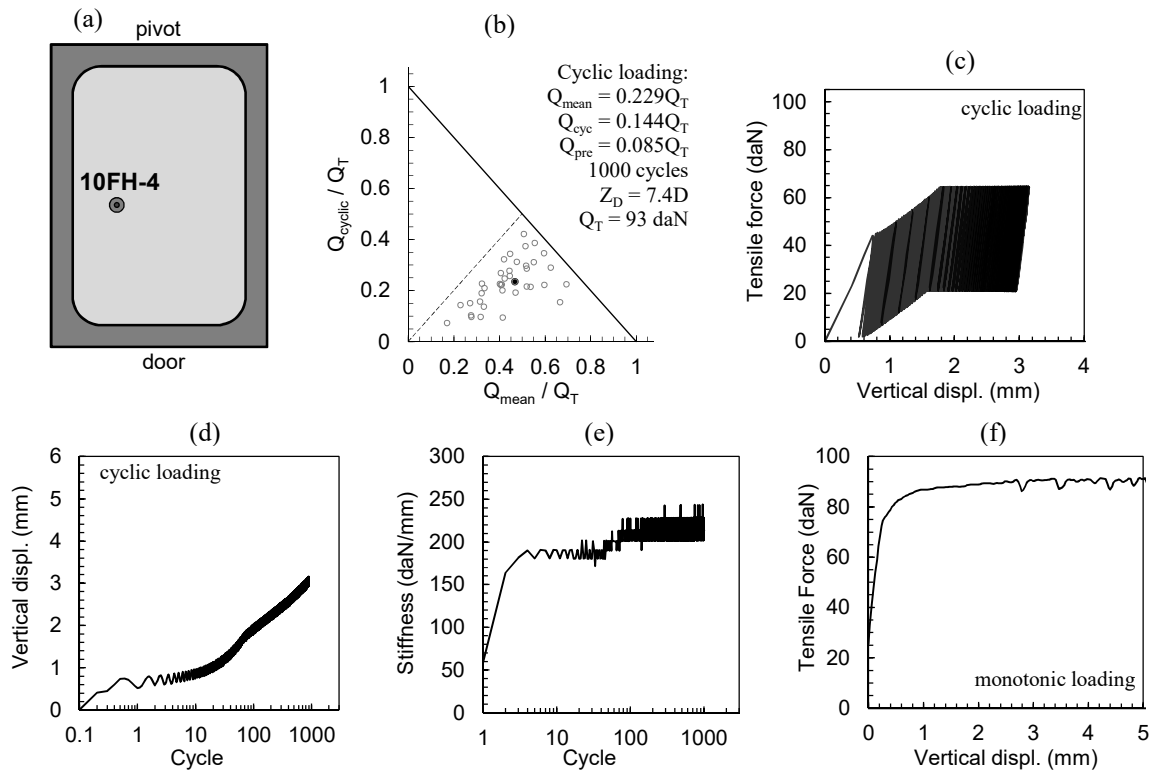 (a)
pivot
10FH-4
door
(b)
Cyclic loading:
Q_mean = 0.229Q_T
Q_cyc = 0.144Q_T
Q_pre = 0.085Q_T
1000 cycles
Z_D = 7.4D
Q_T = 93 daN
Q_cyclic / Q_T
1
0.8
0.6
0.4
0.2
0
0 0.2 0.4 0.6 0.8 1
Q_mean / Q_T
(c)
cyclic loading
Tensile force (daN)
100
80
60
40
20
0
0 1 2 3 4
Vertical displ. (mm)
(d)
cyclic loading
Vertical displ. (mm)
6
5
4
3
2
1
0
0.1 1 10 100 1000
Cycle
(e)
Stiffness (daN/mm)
300
250
200
150
100
50
0
1 10 100 1000
Cycle
(f)
Tensile Force (daN)
100
80
60
40
20
0
monotonic loading
0 1 2 3 4 5
Vertical displ. (mm)